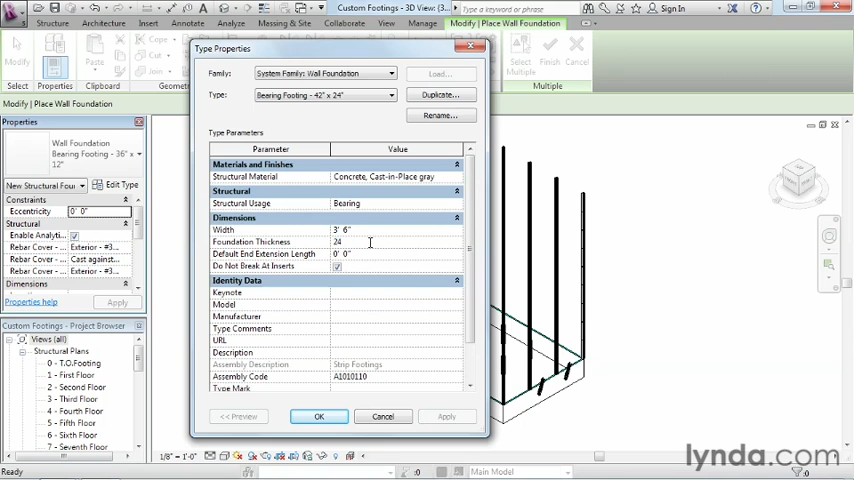 Custom Footings - 3D View: {3...
Sign In
Structure
Architecture
Insert
Annotate
Analyze
Massing & Site
Collaborate
View
Manage
Modify | Place Wall Foundation
Modify
Paste
Cope
Cut
Join
Select
Multiple
Finish
Cancel
Select
Properties
Clipboard
Multiple
Modify | Place Wall Foundation
Type Properties
Family:
System Family: Wall Foundation
Load...
Type:
Bearing Footing - 42" x 24"
Duplicate...
Rename...
Type Parameters
Parameter
Value
Materials and Finishes
Structural Material
Concrete, Cast-in-Place gray
Structural
Structural Usage
Bearing
Dimensions
Width
3' 6"
Foundation Thickness
24
Default End Extension Length
0' 0"
Do Not Break At Inserts
Identity Data
Keynote
Model
Manufacturer
Type Comments
URL
Description
Assembly Description
Strip Footings
Assembly Code
A1010110
Type Mark
<< Preview
OK
Cancel
Apply
Properties
Wall Foundation
Bearing Footing - 36" x
12"
New Structural Fou
Edit Type
Constraints
Eccentricity
0' 0"
Structural
Enable Analyti...
Rebar Cover - ...
Exterior - #3...
Rebar Cover - ...
Cast against...
Rebar Cover - ...
Exterior - #3...
Dimensions
Properties help
Apply
Custom Footings - Project Browser
Views (all)
Structural Plans
0 - T.O.Footing
1 - First Floor
2 - Second Floor
3 - Third Floor
4 - Fourth Floor
5 - Fifth Floor
6 - Sixth Floor
7 - Seventh Floor
1/8" = 1'-0"
Ready
:0
Main Model
:0
lynda.com